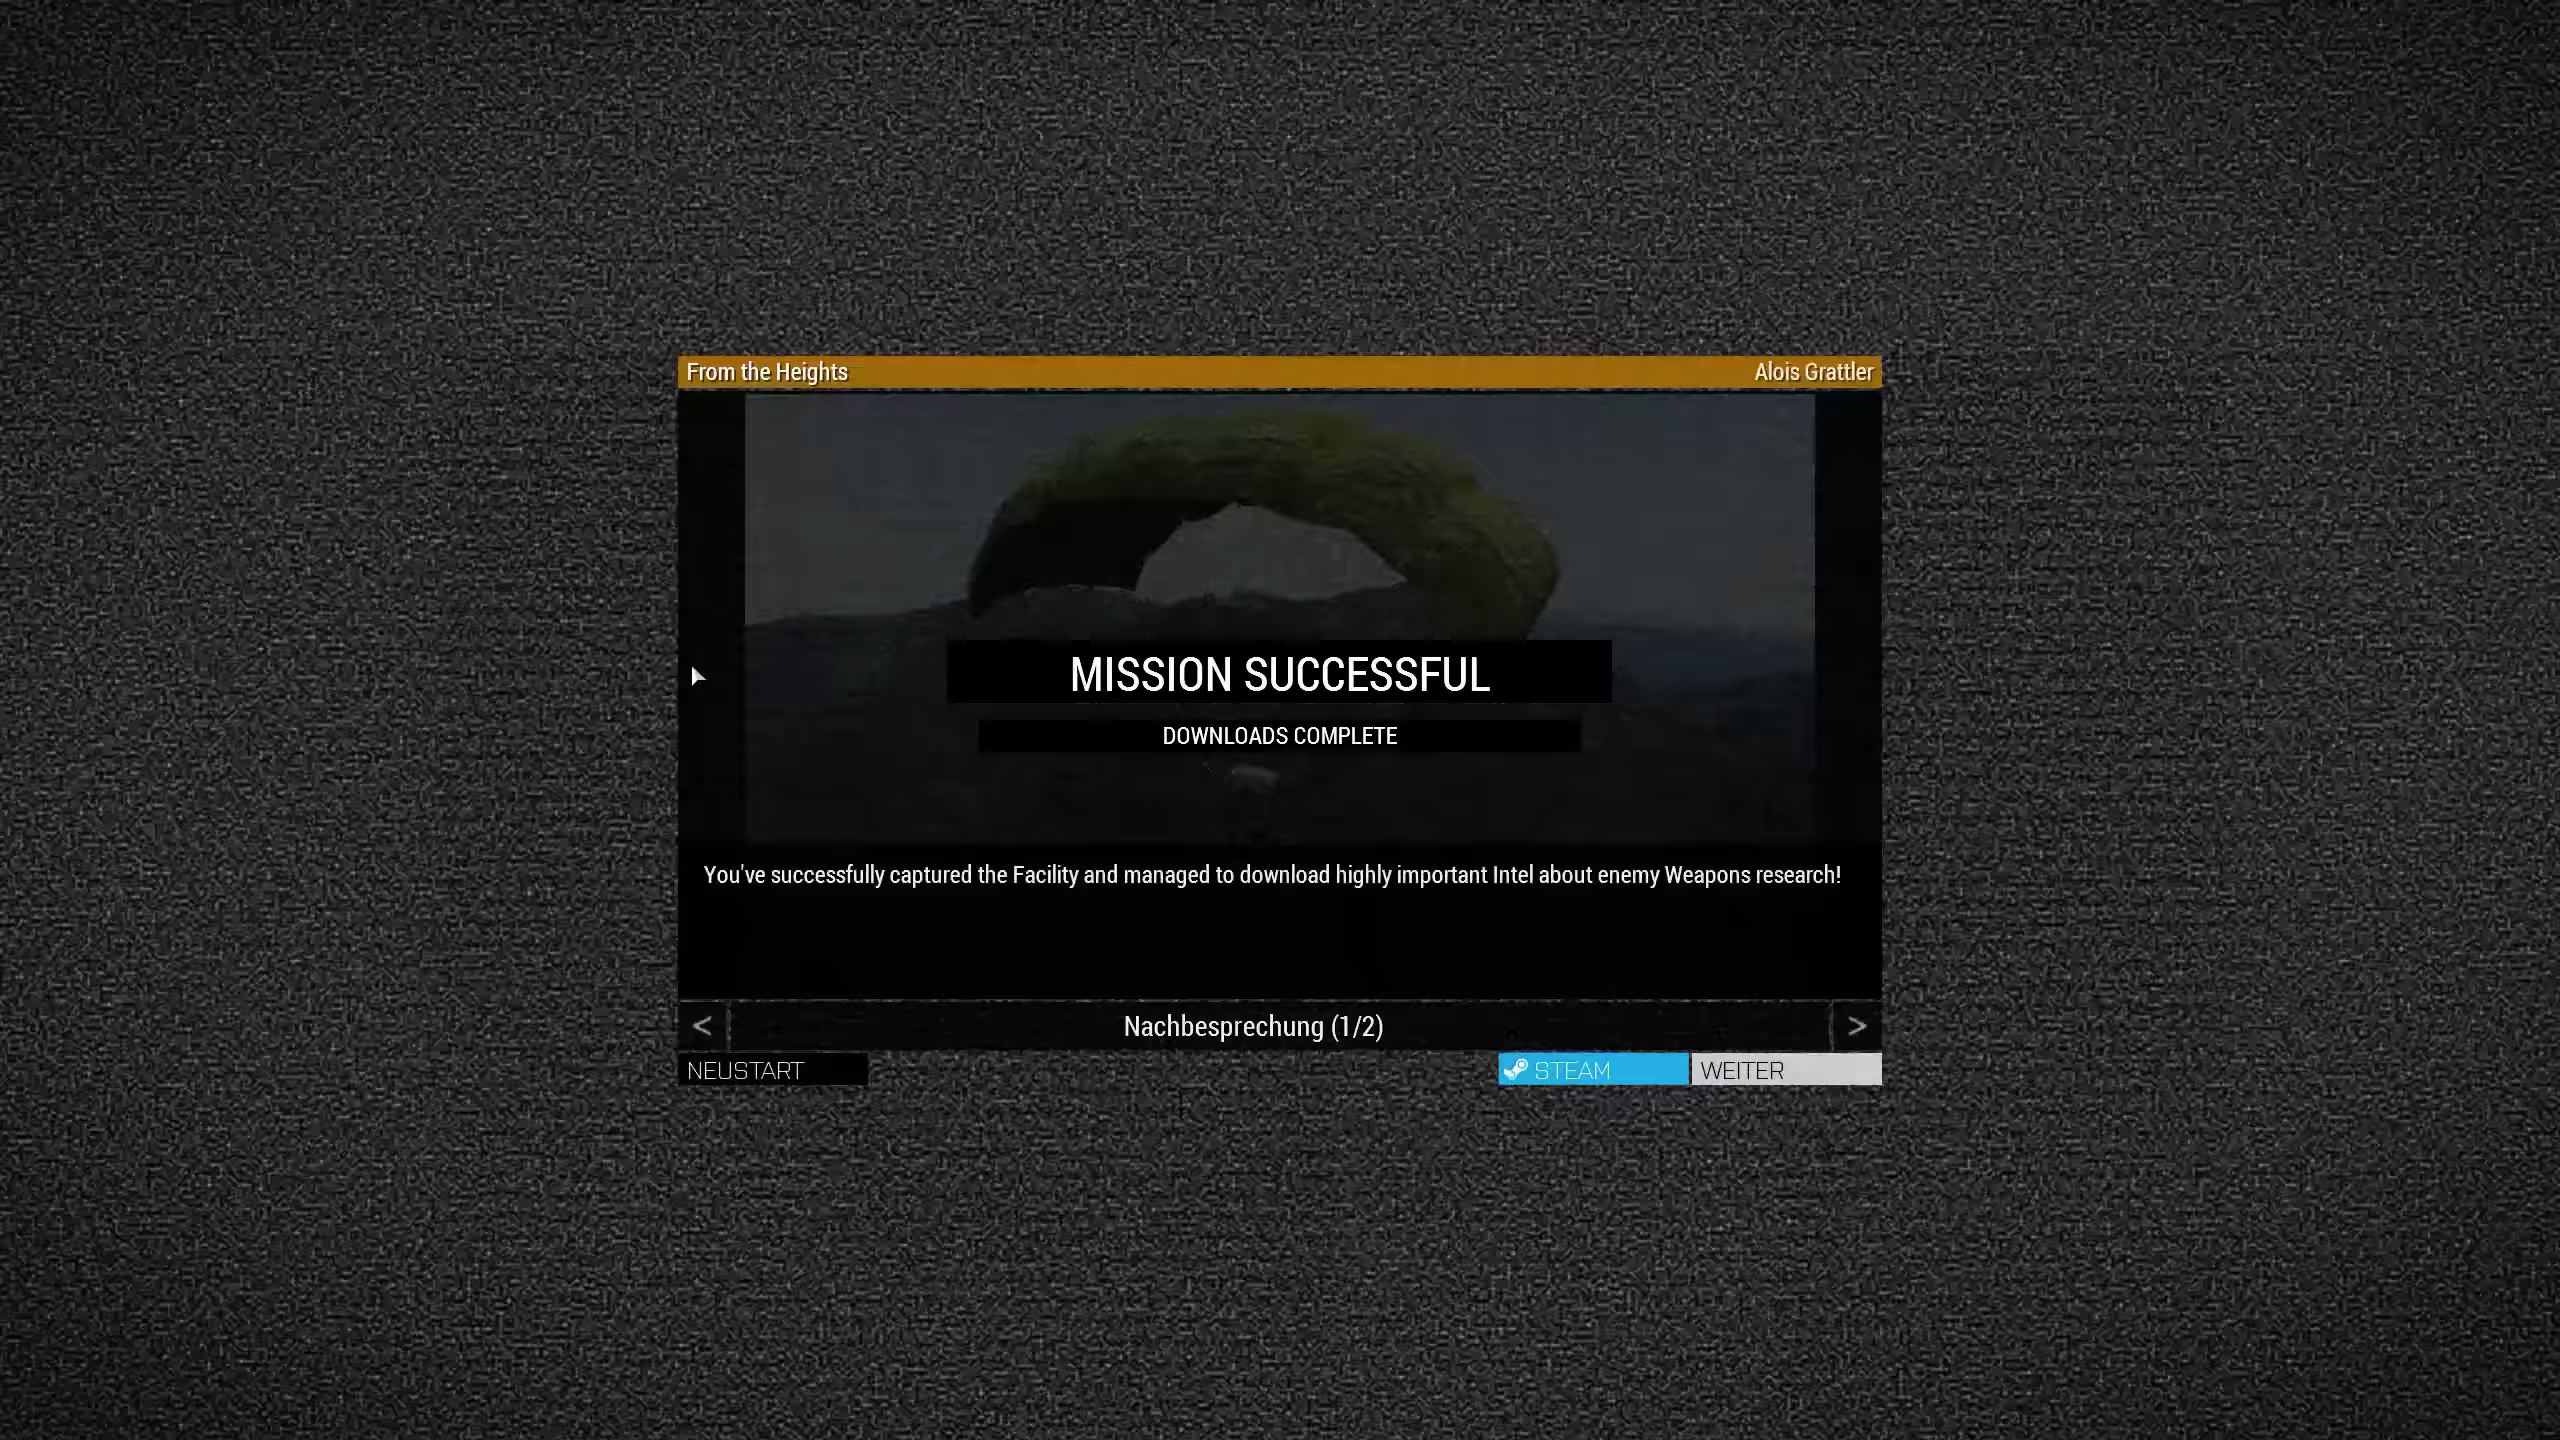 From the Heights
Alois Grattler
MISSION SUCCESSFUL
DOWNLOADS COMPLETE
You've successfully captured the Facility and managed to download highly important Intel about enemy Weapons research!
< Nachbesprechung (1/2) >
NEUSTART
STEAM
WEITER